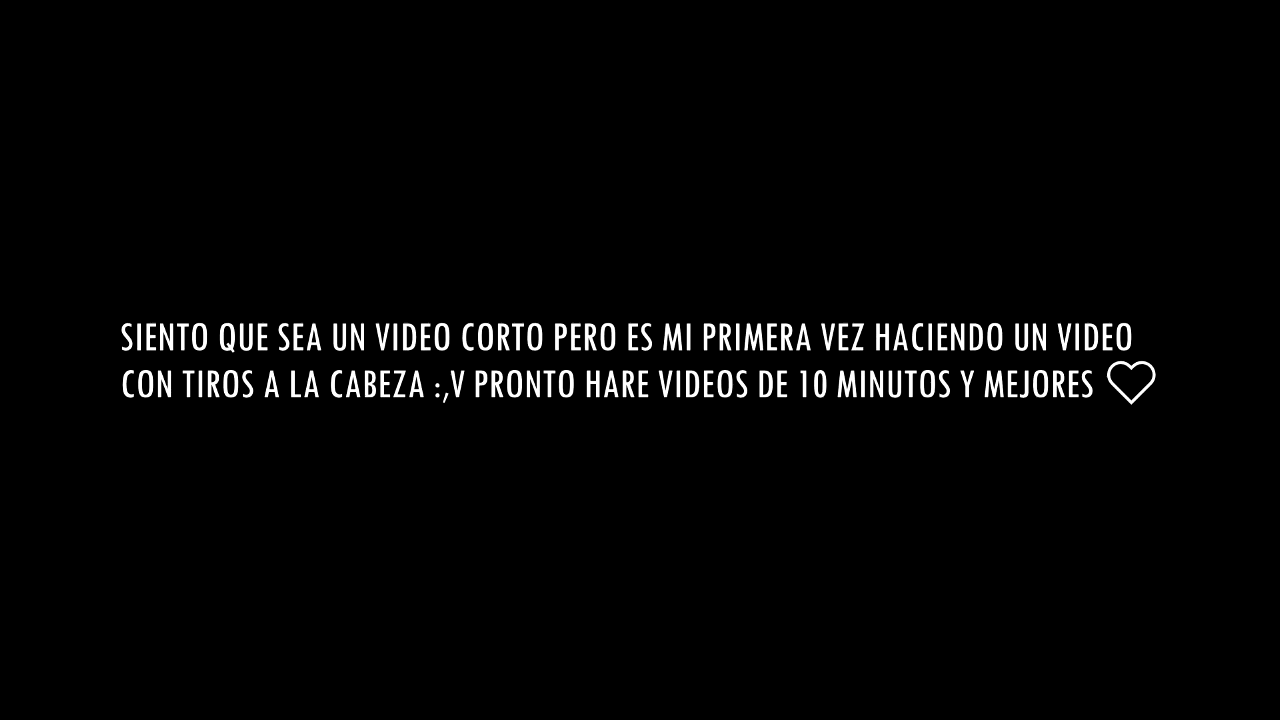 SIENTO QUE SEA UN VIDEO CORTO PERO ES MI PRIMERA VEZ HACIENDO UN VIDEO
CON TIROS A LA CABEZA :,V PRONTO HARE VIDEOS DE 10 MINUTOS Y MEJORES ♡